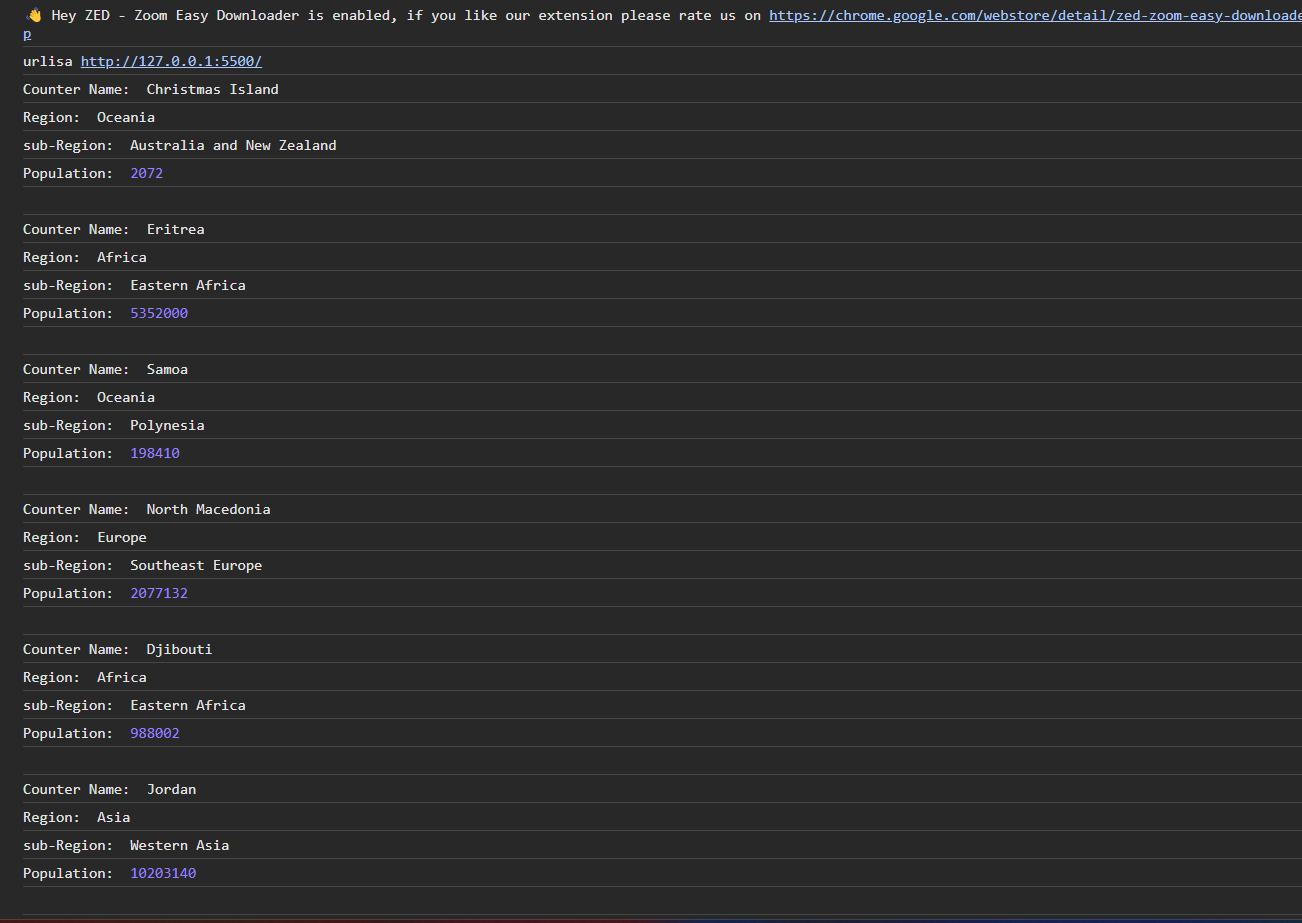 👋 Hey ZED - Zoom Easy Downloader is enabled, if you like our extension please rate us on https://chrome.google.com/webstore/detail/zed-zoom-easy-downloade
p
urlisa http://127.0.0.1:5500/
Counter Name:  Christmas Island
Region:  Oceania
sub-Region:  Australia and New Zealand
Population:  2072
Counter Name:  Eritrea
Region:  Africa
sub-Region:  Eastern Africa
Population:  5352000
Counter Name:  Samoa
Region:  Oceania
sub-Region:  Polynesia
Population:  198410
Counter Name:  North Macedonia
Region:  Europe
sub-Region:  Southeast Europe
Population:  2077132
Counter Name:  Djibouti
Region:  Africa
sub-Region:  Eastern Africa
Population:  988002
Counter Name:  Jordan
Region:  Asia
sub-Region:  Western Asia
Population:  10203140